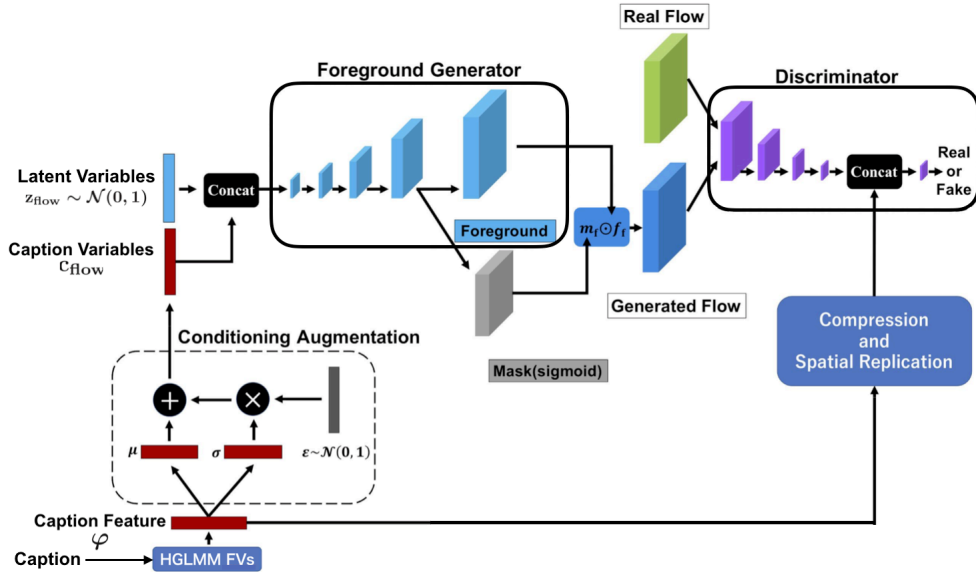 Real Flow
Foreground Generator
Discriminator
Latent Variables
z_flow ∼ 𝒩(0, 1)
Concat
Concat
Real
or
Fake
Caption Variables
c_flow
Foreground
m_f⊙f_f
Generated Flow
Conditioning Augmentation
Mask(sigmoid)
Compression
and
Spatial Replication
+
×
μ
σ
ε~𝒩(0, 1)
Caption Feature
φ
Caption
HGLMM FVs